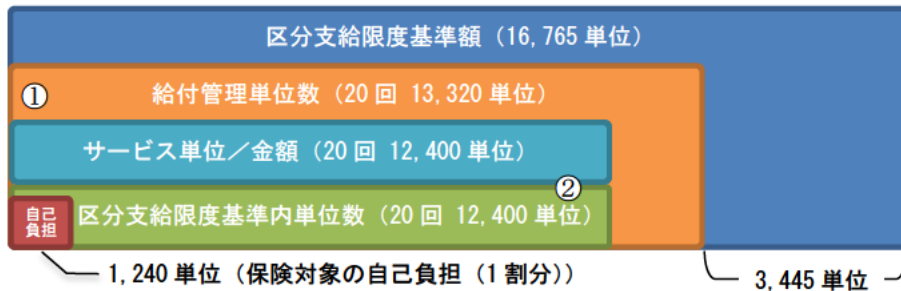 区分支給限度基準額（16,765 単位）
①
給付管理単位数（20 回 13,320 単位）
サービス単位／金額（20 回 12,400 単位）
②
自己
負担
区分支給限度基準内単位数（20 回 12,400 単位）
1,240 単位（保険対象の自己負担（1 割分））
3,445 単位